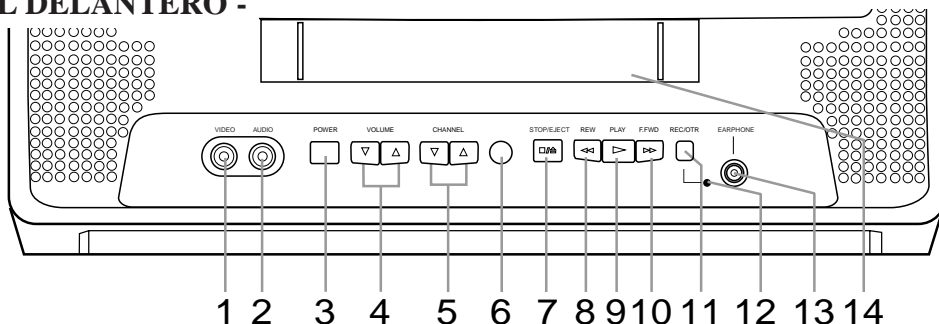 L DELANTERO -
VIDEO AUDIO POWER VOLUME CHANNEL STOP/EJECT REW PLAY F.FWD REC/OTR EARPHONE
1 2 3 4 5 6 7 8 9 10 11 12 13 14